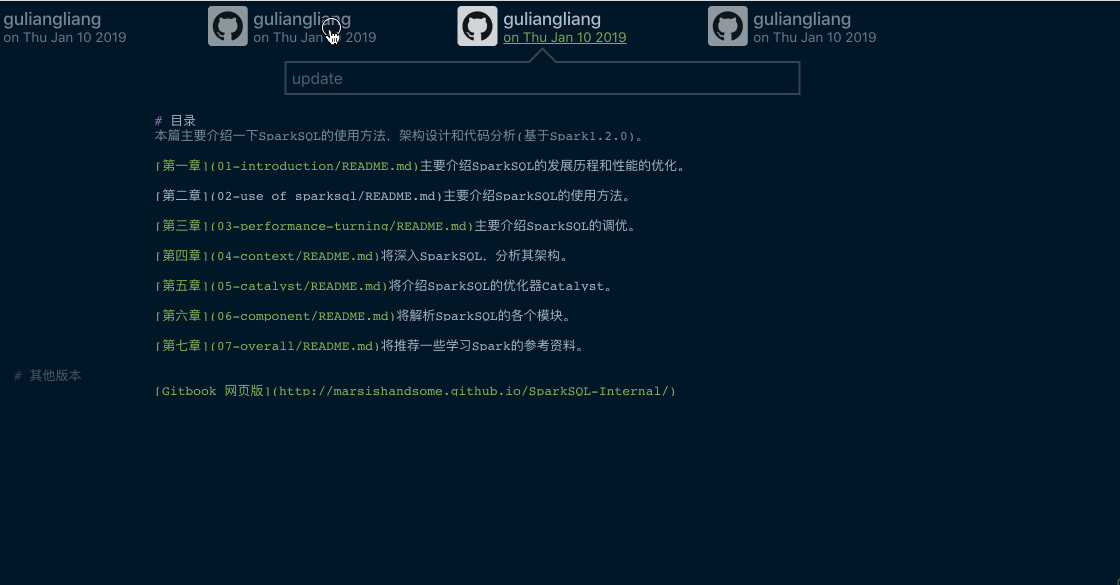 guliangliang
on Thu Jan 10 2019
guliangliang
on Thu Jan 10 2019
guliangliang
on Thu Jan 10 2019
guliangliang
on Thu Jan 10 2019
update
# 目录
本篇主要介绍一下SparkSQL的使用方法、架构设计和代码分析(基于Spark1.2.0)。
[第一章](01-introduction/README.md)主要介绍SparkSQL的发展历程和性能的优化。
[第二章](02-use of sparksql/README.md)主要介绍SparkSQL的使用方法。
[第三章](03-performance-turning/README.md)主要介绍SparkSQL的调优。
[第四章](04-context/README.md)将深入SparkSQL、分析其架构。
[第五章](05-catalyst/README.md)将介绍SparkSQL的优化器Catalyst。
[第六章](06-component/README.md)将解析SparkSQL的各个模块。
[第七章](07-overall/README.md)将推荐一些学习Spark的参考资料。
# 其他版本
[Gitbook 网页版](http://marsishandsome.github.io/SparkSQL-Internal/)